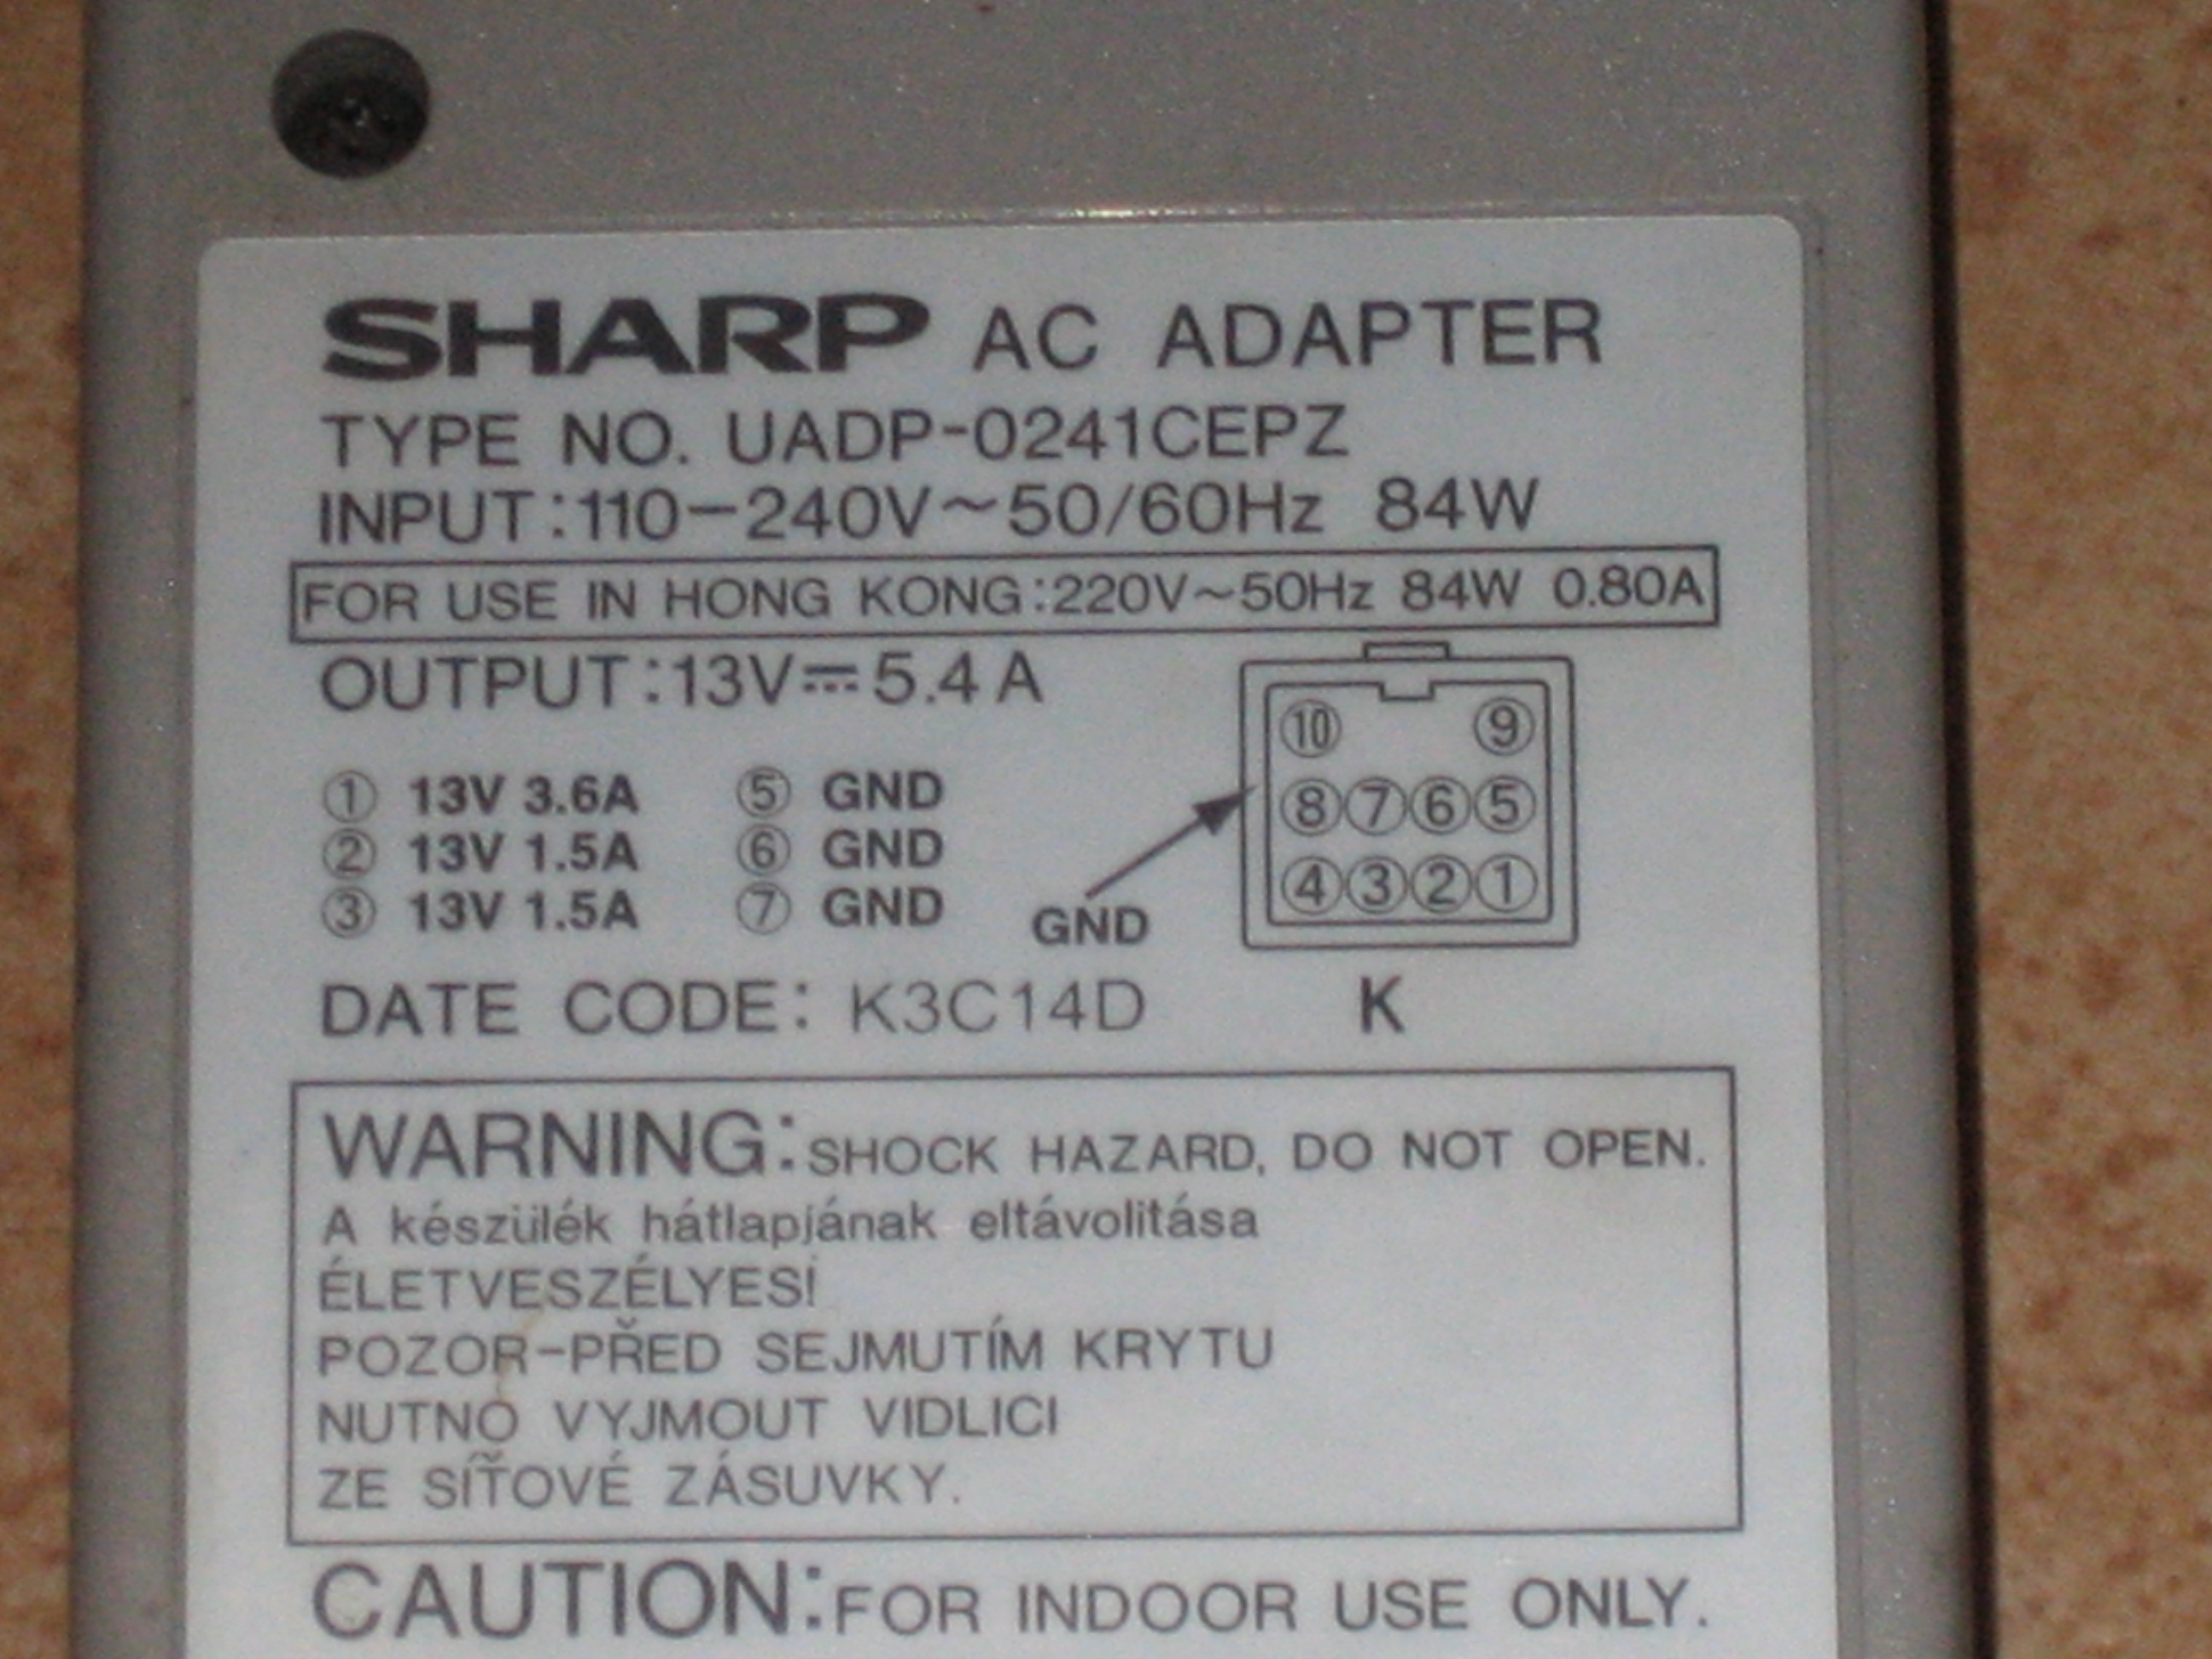 SHARP AC ADAPTER
TYPE NO. UADP-0241CEPZ
INPUT:110-240V~50/60Hz 84W
FOR USE IN HONG KONG:220V~50Hz 84W 0.80A
OUTPUT:13V⎓5.4A
① 13V 3.6A ⑤ GND
② 13V 1.5A ⑥ GND
③ 13V 1.5A ⑦ GND
⑩ ⑨
⑧⑦⑥⑤
④③②①
GND
DATE CODE: K3C14D K
WARNING:SHOCK HAZARD, DO NOT OPEN.
A készülék hátlapjának eltávolitása
ÉLETVESZÉLYES!
POZOR-PŘED SEJMUTÍM KRYTU
NUTNO VYJMOUT VIDLICI
ZE SÍŤOVÉ ZÁSUVKY.
CAUTION:FOR INDOOR USE ONLY.